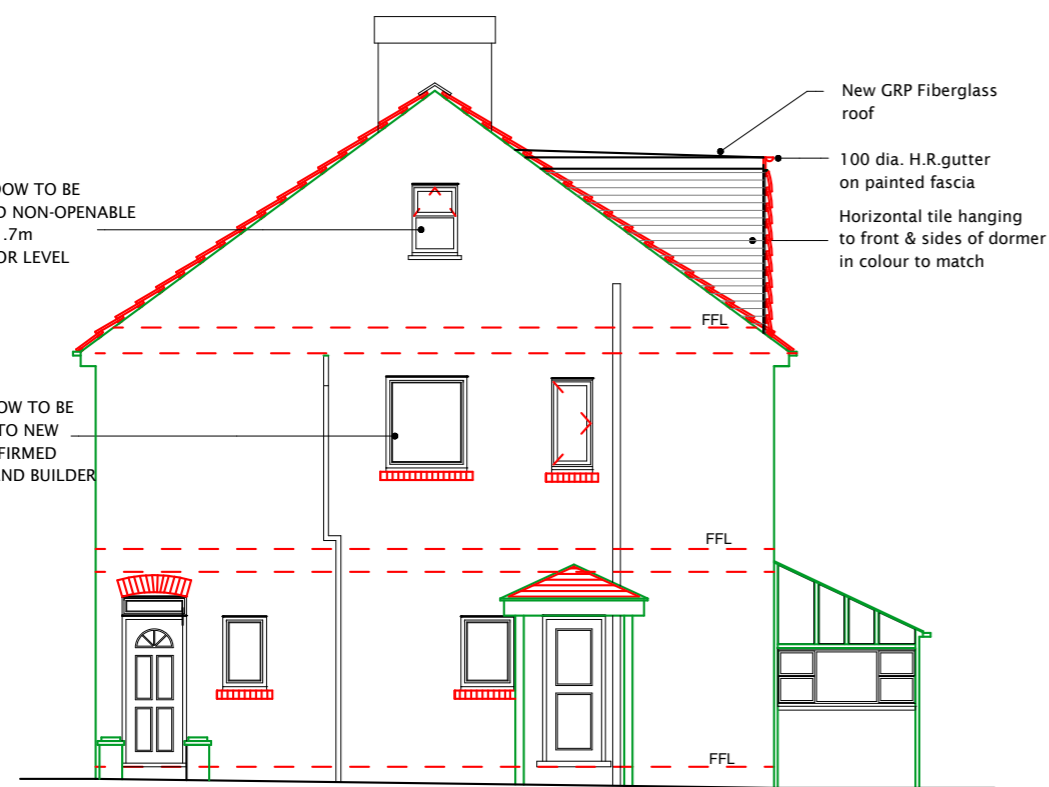 New GRP Fiberglass
roof
100 dia. H.R.gutter
on painted fascia
Horizontal tile hanging
to front & sides of dormer
in colour to match
OW TO BE
NON-OPENABLE
.7m
OR LEVEL
FFL
OW TO BE
TO NEW
FIRMED
ND BUILDER
FFL
FFL